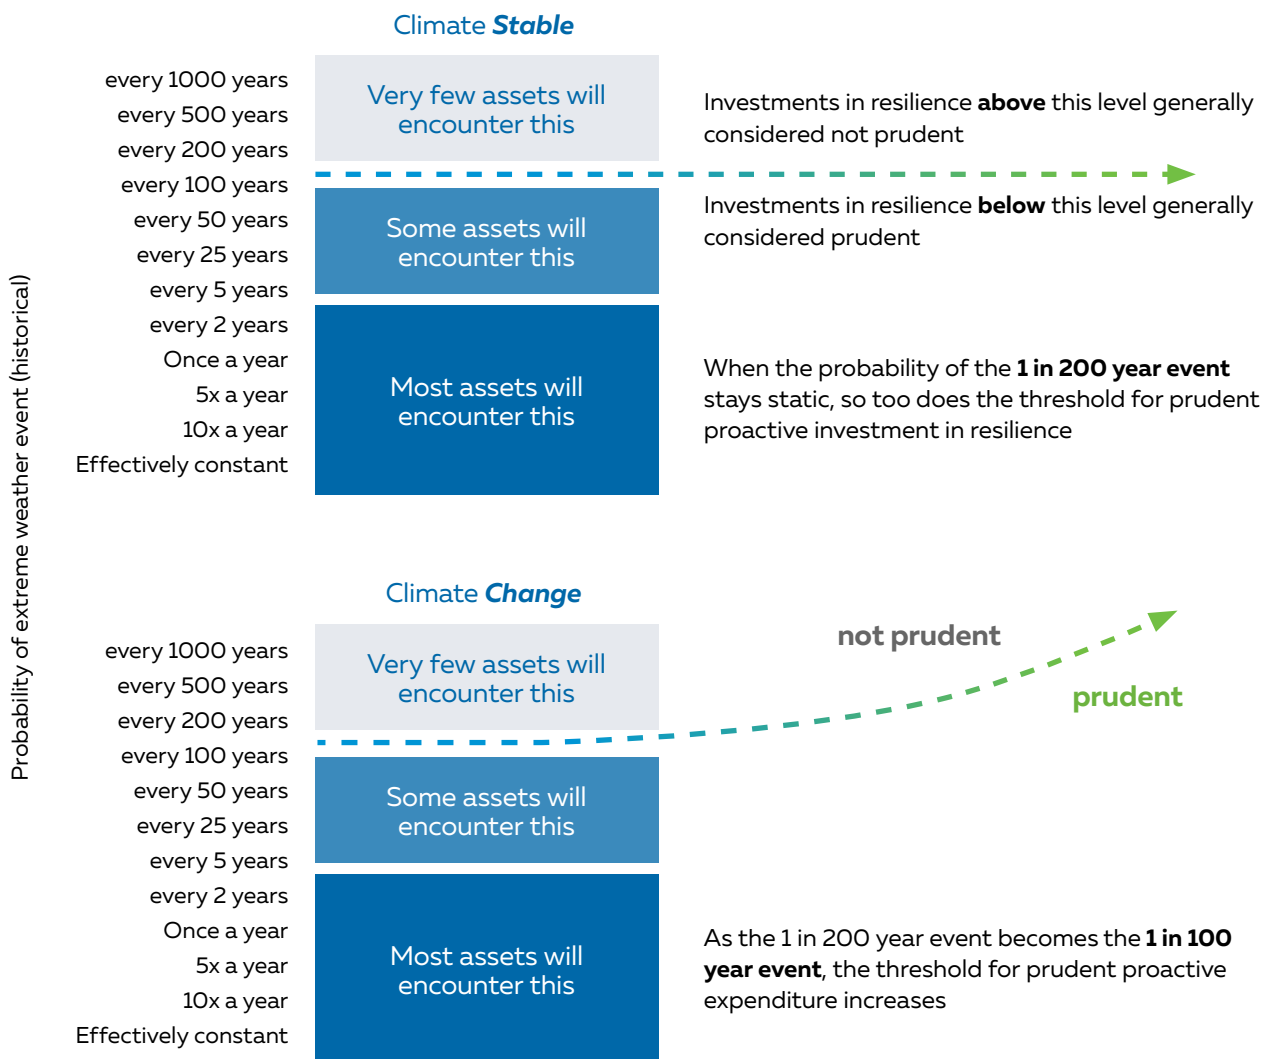 Probability of extreme weather event (historical)
Climate Stable
every 1000 years
every 500 years
every 200 years
every 100 years
every 50 years
every 25 years
every 5 years
every 2 years
Once a year
5x a year
10x a year
Effectively constant
Very few assets will
encounter this
Some assets will
encounter this
Most assets will
encounter this
Investments in resilience above this level generally
considered not prudent
Investments in resilience below this level generally
considered prudent
When the probability of the 1 in 200 year event
stays static, so too does the threshold for prudent
proactive investment in resilience
Climate Change
every 1000 years
every 500 years
every 200 years
every 100 years
every 50 years
every 25 years
every 5 years
every 2 years
Once a year
5x a year
10x a year
Effectively constant
Very few assets will
encounter this
Some assets will
encounter this
Most assets will
encounter this
not prudent
prudent
As the 1 in 200 year event becomes the 1 in 100
year event, the threshold for prudent proactive
expenditure increases